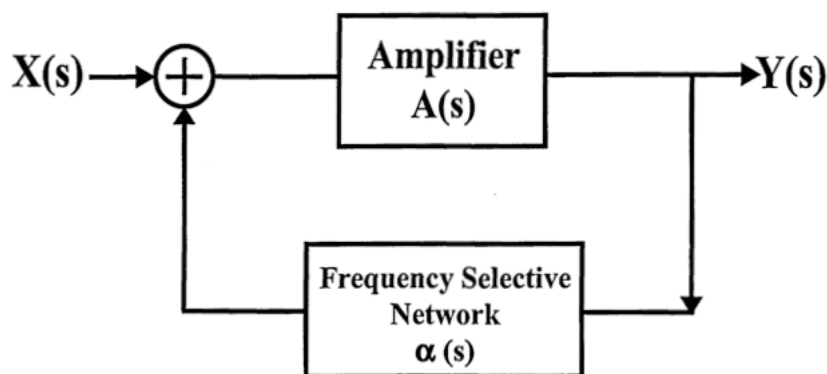 X(s)
+
Amplifier
A(s)
Y(s)
Frequency Selective
Network
α (s)